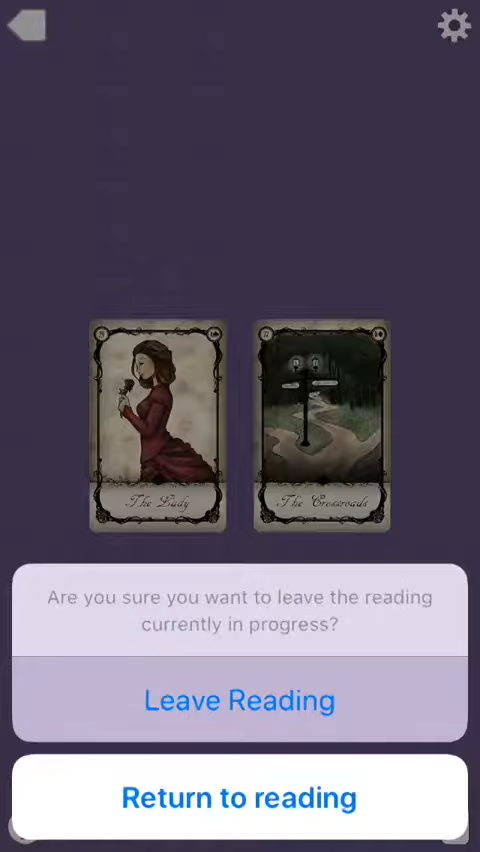 The Lady
The Crossroads
Are you sure you want to leave the reading
currently in progress?
Leave Reading
Return to reading